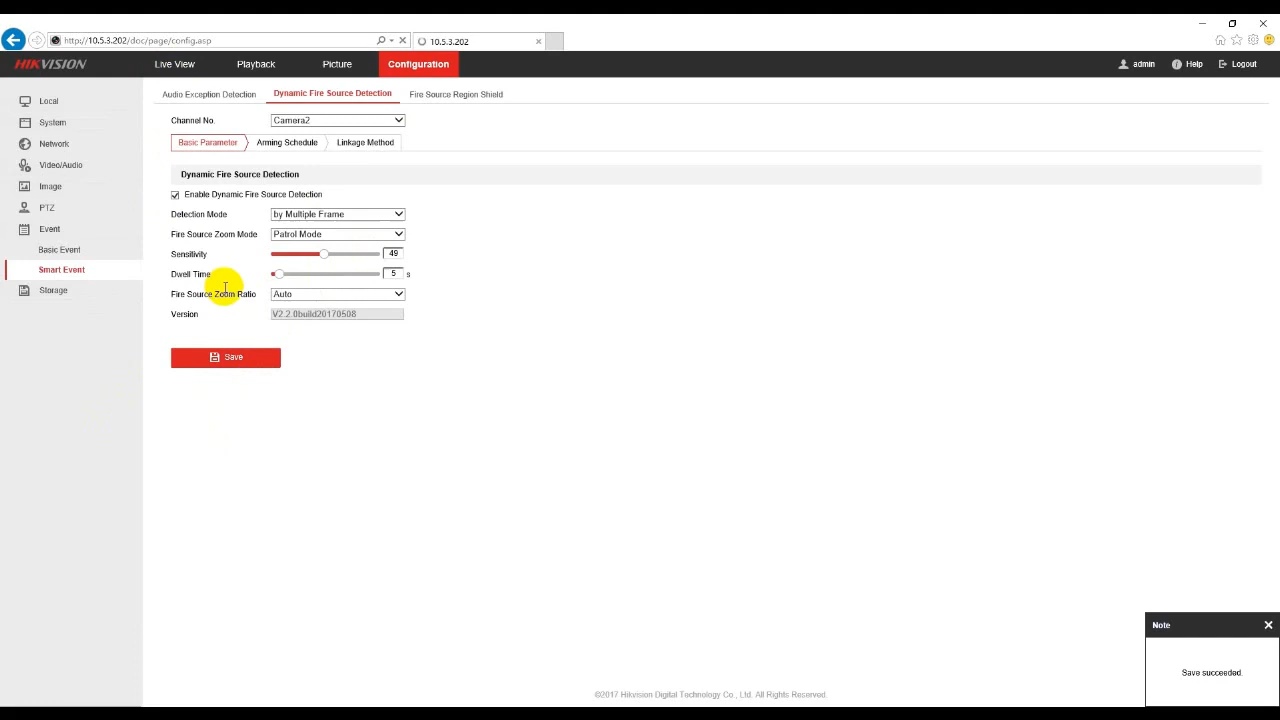 http://10.5.3.202/doc/page/config.asp
10.5.3.202
HIKVISION
Live View
Playback
Picture
Configuration
admin
Help
Logout
Local
System
Network
Video/Audio
Image
PTZ
Event
Basic Event
Smart Event
Storage
Audio Exception Detection
Dynamic Fire Source Detection
Fire Source Region Shield
Channel No. Camera2
Basic Parameter
Arming Schedule
Linkage Method
Dynamic Fire Source Detection
Enable Dynamic Fire Source Detection
Detection Mode by Multiple Frame
Fire Source Zoom Mode Patrol Mode
Sensitivity 49
Dwell Time 5 s
Fire Source Zoom Ratio Auto
Version V2.2.0build20170508
Save
Note
Save succeeded.
©2017 Hikvision Digital Technology Co., Ltd. All Rights Reserved.